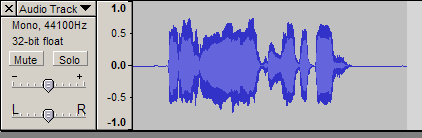 Audio Track
Mono, 44100Hz
32-bit float
Mute Solo
- +
L R
1.0
0.5
0.0
-0.5
-1.0